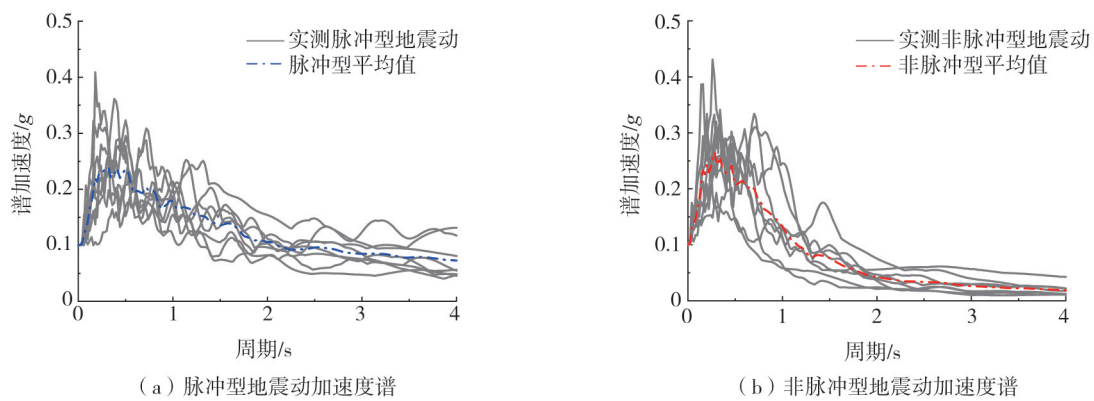 0.5
实测脉冲型地震动
脉冲型平均值
0.4
0.3
0.2
0.1
0
谱加速度/g
0 1 2 3 4
周期/s
（a）脉冲型地震动加速度谱
0.5
实测非脉冲型地震动
非脉冲型平均值
0.4
0.3
0.2
0.1
0
谱加速度/g
0 1 2 3 4
周期/s
（b）非脉冲型地震动加速度谱